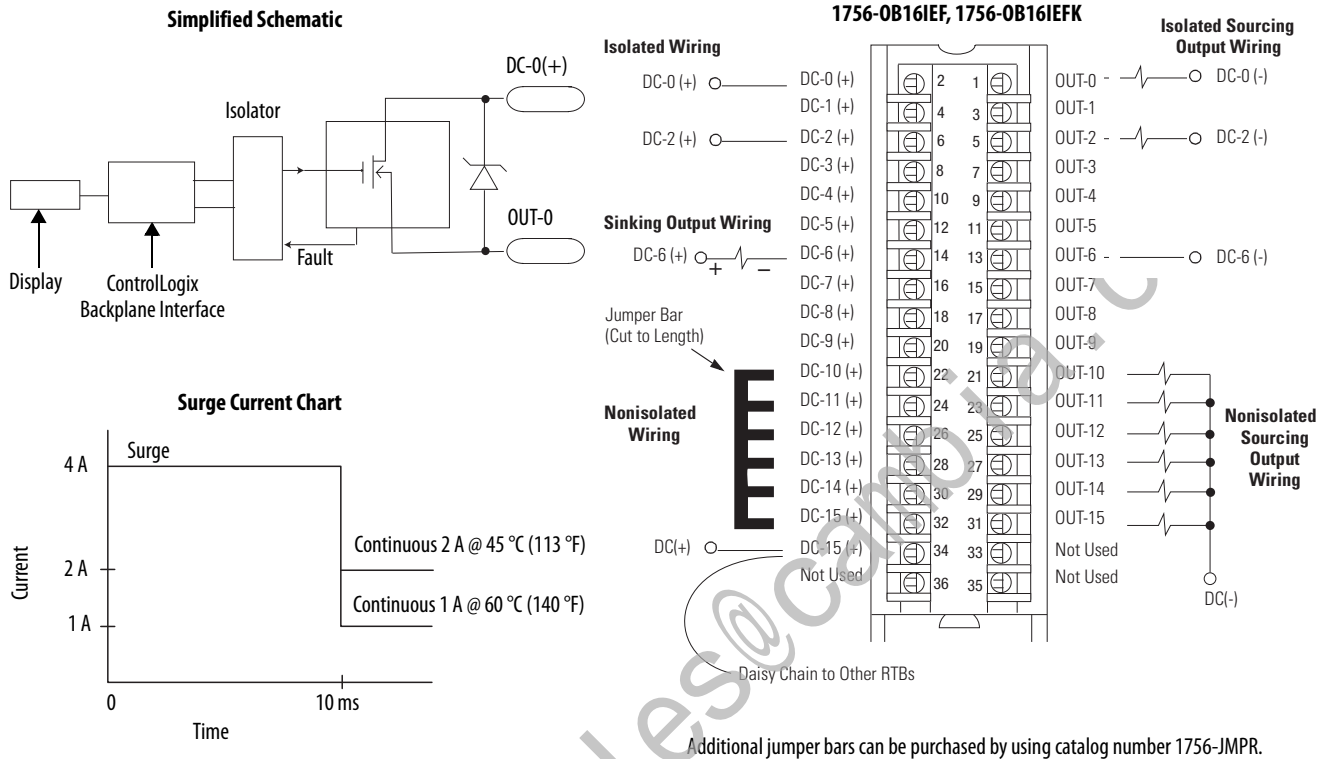 Simplified Schematic
DC-0(+)
Isolator
OUT-0
Fault
Display
ControlLogix
Backplane Interface
Surge Current Chart
4 A
Surge
Current
2 A
Continuous 2 A @ 45 °C (113 °F)
Continuous 1 A @ 60 °C (140 °F)
1 A
0
10 ms
Time
1756-OB16IEF, 1756-OB16IEFK
Isolated Wiring
Isolated Sourcing
Output Wiring
DC-0 (+) DC-0 (+) 2 1 OUT-0 DC-0 (-)
DC-1 (+) 4 3 OUT-1
DC-2 (+) DC-2 (+) 6 5 OUT-2 DC-2 (-)
DC-3 (+) 8 7 OUT-3
DC-4 (+) 10 9 OUT-4
Sinking Output Wiring DC-5 (+) 12 11 OUT-5
DC-6 (+) + – DC-6 (+) 14 13 OUT-6 DC-6 (-)
DC-7 (+) 16 15 OUT-7
DC-8 (+) 18 17 OUT-8
DC-9 (+) 20 19 OUT-9
Jumper Bar
(Cut to Length)
DC-10 (+) 22 21 OUT-10
DC-11 (+) 24 23 OUT-11
DC-12 (+) 26 25 OUT-12
DC-13 (+) 28 27 OUT-13
DC-14 (+) 30 29 OUT-14
DC-15 (+) 32 31 OUT-15
Nonisolated
Wiring
Nonisolated
Sourcing
Output
Wiring
DC(+) DC-15 (+) 34 33 Not Used
Not Used 36 35 Not Used
DC(-)
Daisy Chain to Other RTBs
Additional jumper bars can be purchased by using catalog number 1756-JMPR.
les@cambia.c